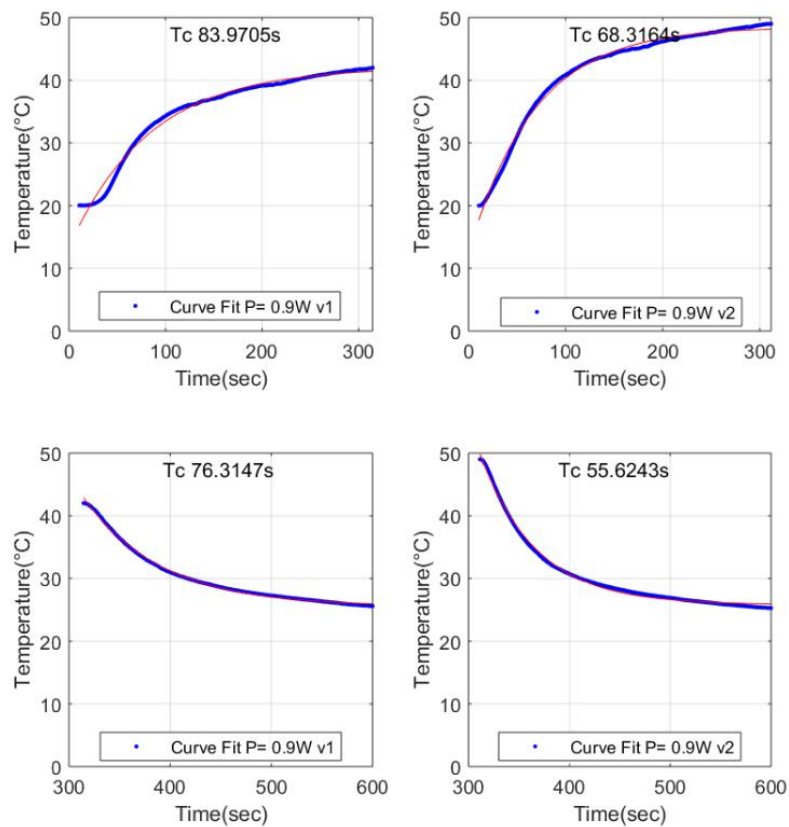 Tc 83.9705s
50
40
30
20
10
0
Temperature(°C)
0 100 200 300
Time(sec)
Curve Fit P= 0.9W v1
Tc 68.3164s
50
40
30
20
10
0
Temperature(°C)
0 100 200 300
Time(sec)
Curve Fit P= 0.9W v2
Tc 76.3147s
50
40
30
20
10
0
Temperature(°C)
300 400 500 600
Time(sec)
Curve Fit P= 0.9W v1
Tc 55.6243s
50
40
30
20
10
0
Temperature(°C)
300 400 500 600
Time(sec)
Curve Fit P= 0.9W v2